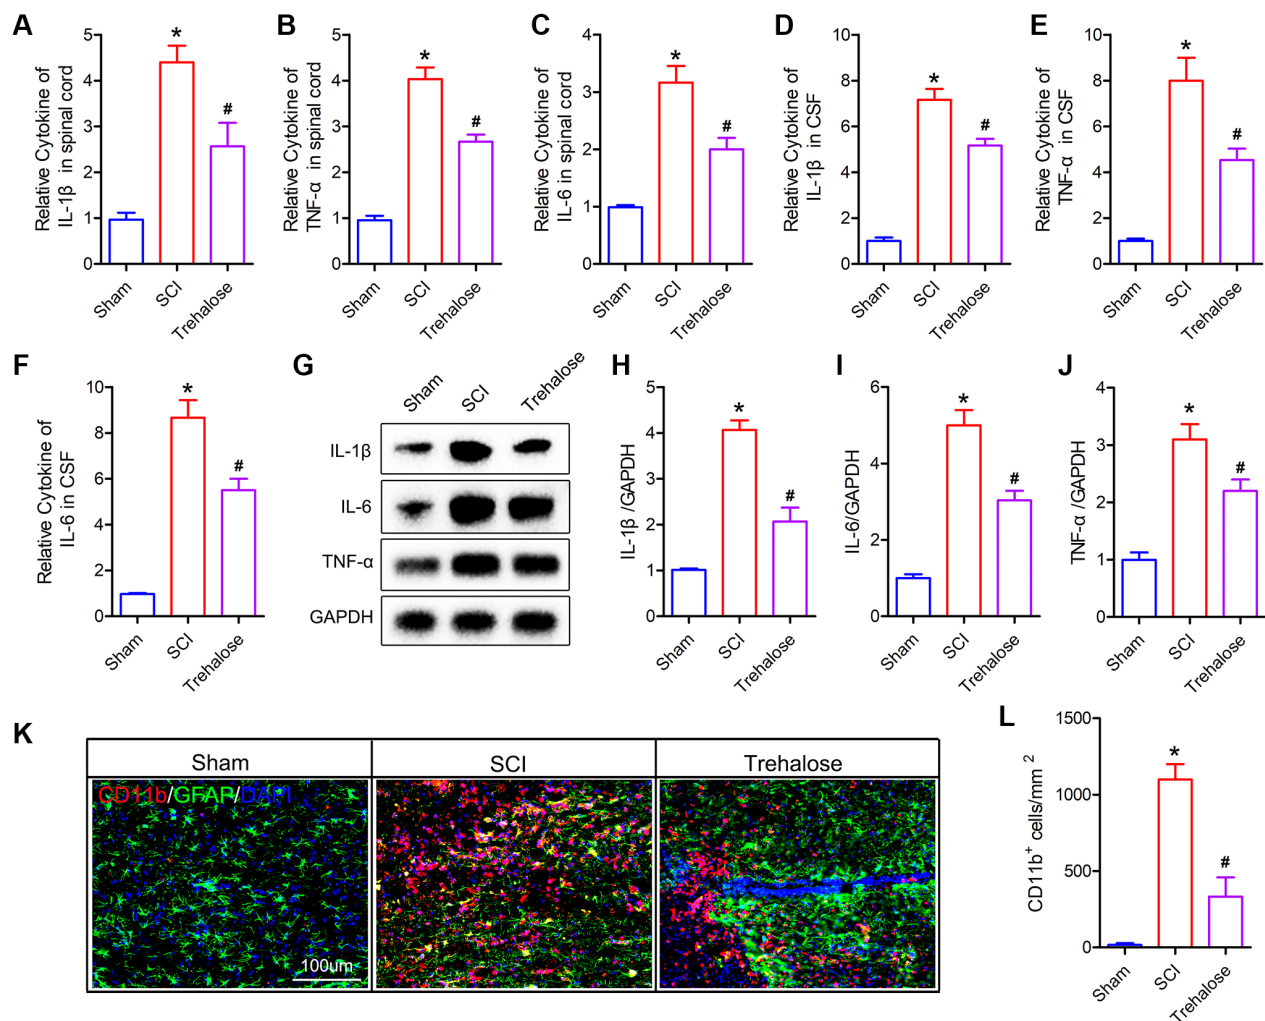 A
Relative Cytokine of
IL-1β in spinal cord
5
4
3
2
1
0
*
#
Sham
SCI
Trehalose
B
Relative Cytokine of
TNF-α in spinal cord
5
4
3
2
1
0
*
#
Sham
SCI
Trehalose
C
Relative Cytokine of
IL-6 in spinal cord
4
3
2
1
0
*
#
Sham
SCI
Trehalose
D
Relative Cytokine of
IL-1β in CSF
10
8
6
4
2
0
*
#
Sham
SCI
Trehalose
E
Relative Cytokine of
TNF-α in CSF
10
8
6
4
2
0
*
#
Sham
SCI
Trehalose
F
Relative Cytokine of
IL-6 in CSF
10
8
6
4
2
0
*
#
Sham
SCI
Trehalose
G
Sham
SCI
Trehalose
IL-1β
IL-6
TNF-α
GAPDH
H
IL-1β /GAPDH
5
4
3
2
1
0
*
#
Sham
SCI
Trehalose
I
IL-6/GAPDH
6
4
2
0
*
#
Sham
SCI
Trehalose
J
TNF-α /GAPDH
4
3
2
1
0
*
#
Sham
SCI
Trehalose
K
Sham
SCI
Trehalose
CD11b/GFAP/DAPI
100um
L
CD11b⁺ cells/mm ²
1500
1000
500
0
*
#
Sham
SCI
Trehalose